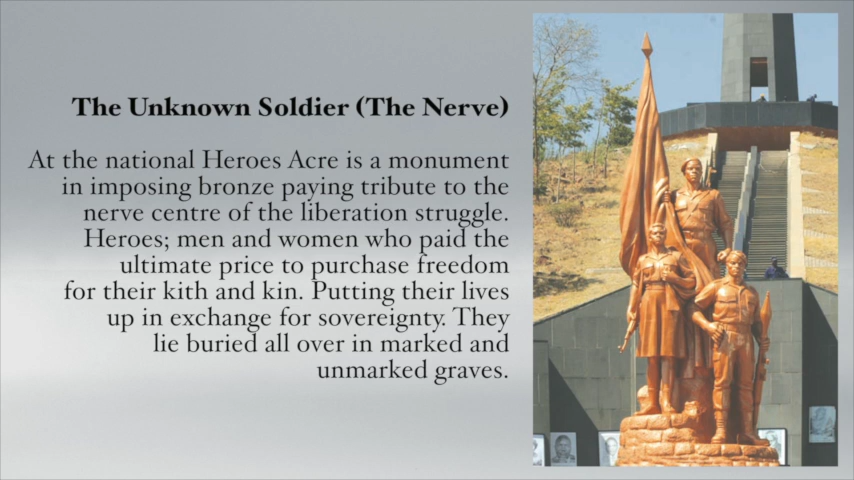 The Unknown Soldier (The Nerve)
At the national Heroes Acre is a monument
in imposing bronze paying tribute to the
nerve centre of the liberation struggle.
Heroes; men and women who paid the
ultimate price to purchase freedom
for their kith and kin. Putting their lives
up in exchange for sovereignty. They
lie buried all over in marked and
unmarked graves.